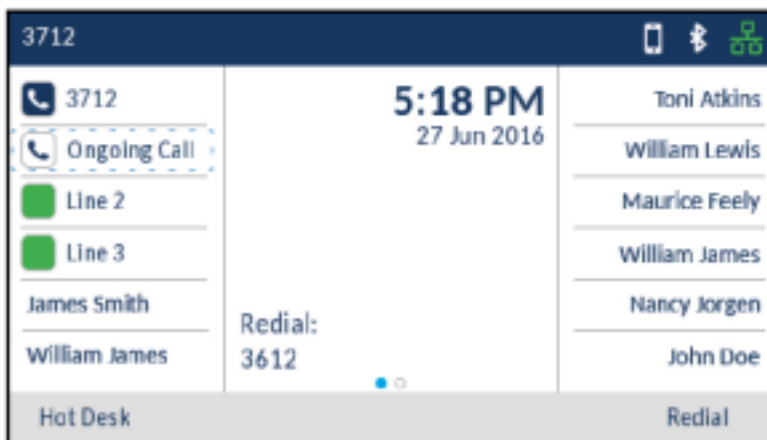 3712
3712
Ongoing Call
Line 2
Line 3
James Smith
William James
5:18 PM
27 Jun 2016
Redial:
3612
Toni Atkins
William Lewis
Maurice Feely
William James
Nancy Jorgen
John Doe
Hot Desk
Redial